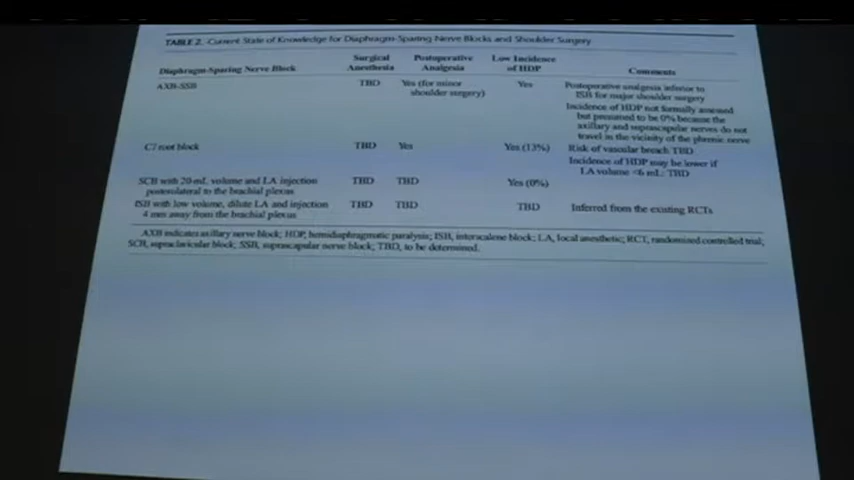 TABLE 2. Current State of Knowledge for Diaphragm-Sparing Nerve Blocks and Shoulder Surgery
Diaphragm-Sparing Nerve Block
Surgical
Anesthesia
Postoperative
Analgesia
Low Incidence
of HDP
Comments
AXB-SSB
TBD
Yes (for minor
shoulder surgery)
Yes
Postoperative analgesia inferior to
ISB for major shoulder surgery
Incidence of HDP not formally assessed
but presumed to be 0% because the
axillary and suprascapular nerves do not
travel in the vicinity of the phrenic nerve
C7 root block
TBD
Yes
Yes (13%)
Risk of vascular breach TBD
Incidence of HDP may be lower if
LA volume <6 mL: TBD
SCB with 20 mL volume and LA injection
posterolateral to the brachial plexus
TBD
TBD
Yes (0%)
ISB with low volume, dilute LA and injection
4 mm away from the brachial plexus
TBD
TBD
TBD
Inferred from the existing RCTs
AXB indicates axillary nerve block; HDP, hemidiaphragmatic paralysis; ISB, interscalene block; LA, local anesthetic; RCT, randomized controlled trial;
SCB, supraclavicular block; SSB, suprascapular nerve block; TBD, to be determined.